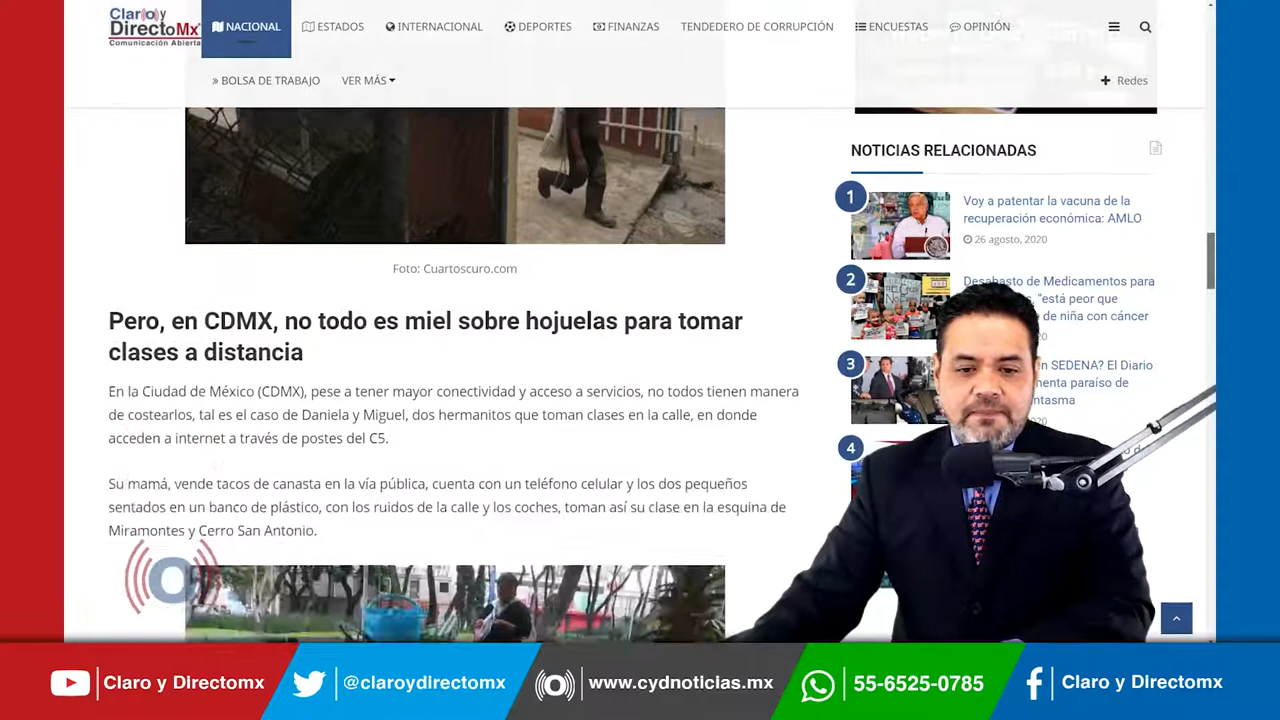 Claro y
DirectoMx
Comunicación Abierta
NACIONAL
ESTADOS
INTERNACIONAL
DEPORTES
FINANZAS
TENDEDERO DE CORRUPCIÓN
ENCUESTAS
OPINIÓN
» BOLSA DE TRABAJO
VER MÁS
+ Redes
Foto: Cuartoscuro.com
Pero, en CDMX, no todo es miel sobre hojuelas para tomar
clases a distancia
En la Ciudad de México (CDMX), pese a tener mayor conectividad y acceso a servicios, no todos tienen manera
de costearlos, tal es el caso de Daniela y Miguel, dos hermanitos que toman clases en la calle, en donde
acceden a internet a través de postes del C5.
Su mamá, vende tacos de canasta en la vía pública, cuenta con un teléfono celular y los dos pequeños
sentados en un banco de plástico, con los ruidos de la calle y los coches, toman así su clase en la esquina de
Miramontes y Cerro San Antonio.
NOTICIAS RELACIONADAS
1
Voy a patentar la vacuna de la
recuperación económica: AMLO
26 agosto, 2020
2
Desabasto de Medicamentos para
"está peor que
de niña con cáncer
3
en SEDENA? El Diario
paraíso de
4
Claro y Directomx
@claroydirectomx
www.cydnoticias.mx
55-6525-0785
Claro y Directomx